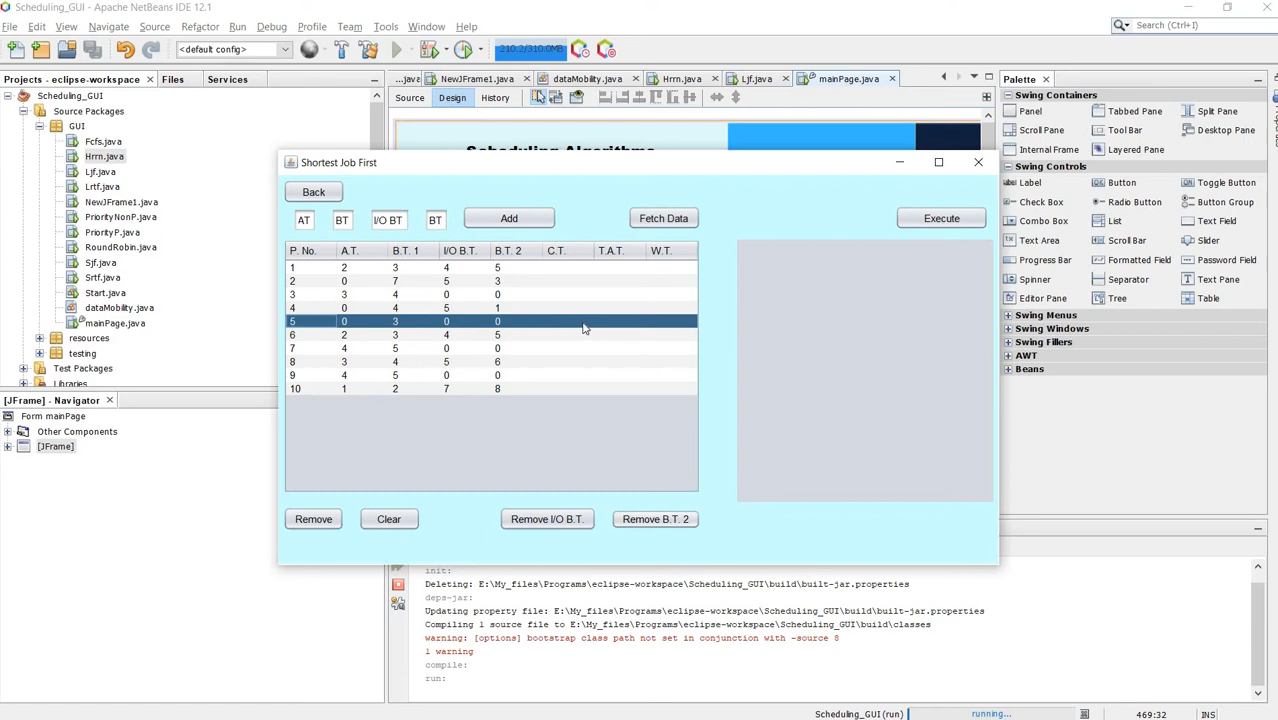 Scheduling_GUI - Apache NetBeans IDE 12.1
File Edit View Navigate Source Refactor Run Debug Profile Team Tools Window Help
Search (Ctrl+I)
<default config>
210.2/310.0MB
Projects - eclipse-workspace
Files
Services
Scheduling_GUI
Source Packages
GUI
Fcfs.java
Hrrn.java
Ljf.java
Lrtf.java
NewJFrame1.java
PriorityNonP.java
PriorityP.java
RoundRobin.java
Sjf.java
Srtf.java
Start.java
dataMobility.java
mainPage.java
resources
testing
Test Packages
Libraries
[JFrame] - Navigator
Form mainPage
Other Components
[JFrame]
...java NewJFrame1.java dataMobility.java Hrrn.java Ljf.java mainPage.java
Source Design History
Scheduling Algorithms
Shortest Job First
Back
AT BT I/O BT BT Add Fetch Data Execute
P. No. A.T. B.T. 1 I/O B.T. B.T. 2 C.T. T.A.T. W.T.
1 2 3 4 5
2 0 7 5 3
3 3 4 0 0
4 0 4 5 1
5 0 3 0 0
6 2 3 4 5
7 4 5 0 0
8 3 4 5 6
9 4 5 0 0
10 1 2 7 8
Remove Clear Remove I/O B.T. Remove B.T. 2
Palette
Swing Containers
Panel Tabbed Pane Split Pane
Scroll Pane Tool Bar Desktop Pane
Internal Frame Layered Pane
Swing Controls
Label Button Toggle Button
Check Box Radio Button Button Group
Combo Box List Text Field
Text Area Scroll Bar Slider
Progress Bar Formatted Field Password Field
Spinner Separator Text Pane
Editor Pane Tree Table
Swing Menus
Swing Windows
Swing Fillers
AWT
Beans
init:
Deleting: E:\My_files\Programs\eclipse-workspace\Scheduling_GUI\build\built-jar.properties
deps-jar:
Updating property file: E:\My_files\Programs\eclipse-workspace\Scheduling_GUI\build\built-jar.properties
Compiling 1 source file to E:\My_files\Programs\eclipse-workspace\Scheduling_GUI\build\classes
warning: [options] bootstrap class path not set in conjunction with -source 8
1 warning
compile:
run:
Scheduling_GUI (run) running... 469:32 INS